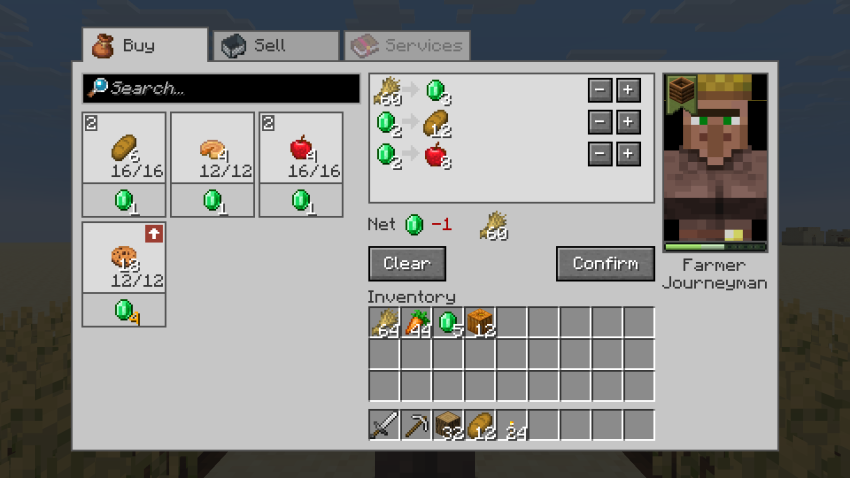 Buy
Sell
Services
Search...
2
6
16/16
1
4
12/12
1
2
4
16/16
1
18
12/12
4
60
3
2
12
2
8
Net -1 60
Clear
Confirm
Farmer
Journeyman
Inventory
64 44 5 12
32 12 24